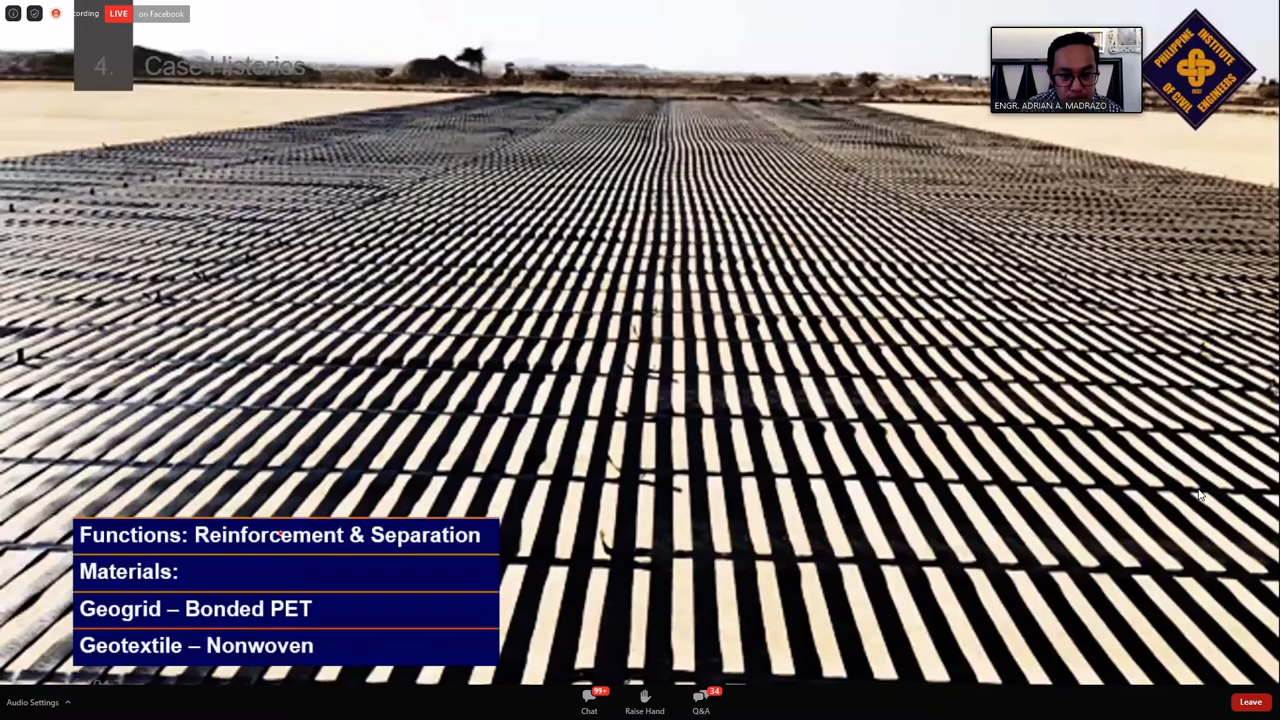 LIVE
on Facebook
4. Case Histories
ENGR. ADRIAN A. MADRAZO
PHILIPPINE INSTITUTE
OF CIVIL ENGINEERS
1937
Functions: Reinforcement & Separation
Materials:
Geogrid – Bonded PET
Geotextile – Nonwoven
Audio Settings
99+
Chat
Raise Hand
34
Q&A
Leave